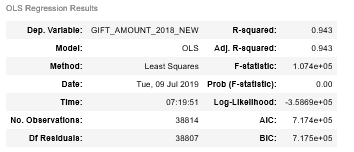 OLS Regression Results
Dep. Variable: GIFT_AMOUNT_2018_NEW R-squared: 0.943
Model: OLS Adj. R-squared: 0.943
Method: Least Squares F-statistic: 1.074e+05
Date: Tue, 09 Jul 2019 Prob (F-statistic): 0.00
Time: 07:19:51 Log-Likelihood: -3.5869e+05
No. Observations: 38814 AIC: 7.174e+05
Df Residuals: 38807 BIC: 7.175e+05